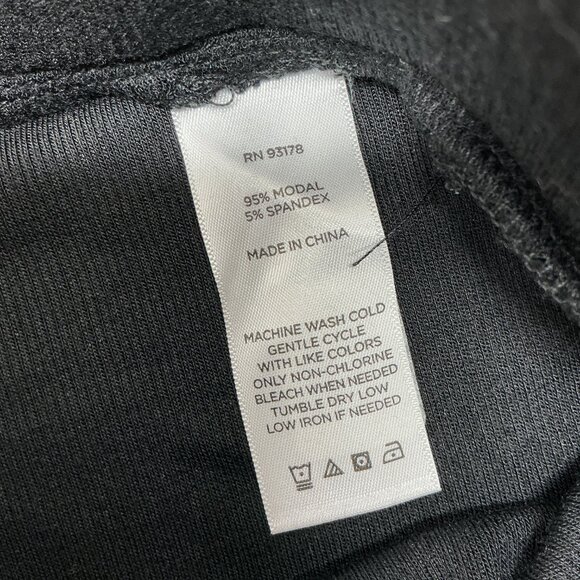 RN 93178
95% MODAL
5% SPANDEX
MADE IN CHINA
MACHINE WASH COLD
GENTLE CYCLE
WITH LIKE COLORS
ONLY NON-CHLORINE
BLEACH WHEN NEEDED
TUMBLE DRY LOW
LOW IRON IF NEEDED